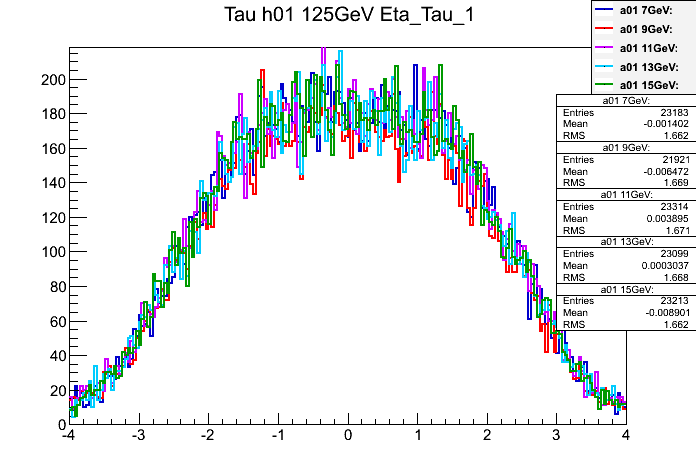 Tau h01 125GeV Eta_Tau_1
a01 7GeV:
a01 9GeV:
a01 11GeV:
a01 13GeV:
a01 15GeV:
a01 7GeV:
Entries 23183
Mean -0.001402
RMS 1.662
a01 9GeV:
Entries 21921
Mean -0.006472
RMS 1.669
a01 11GeV:
Entries 23314
Mean 0.003895
RMS 1.671
a01 13GeV:
Entries 23099
Mean 0.0003037
RMS 1.668
a01 15GeV:
Entries 23213
Mean -0.008901
RMS 1.662
200
180
160
140
120
100
80
60
40
20
0
-4 -3 -2 -1 0 1 2 3 4